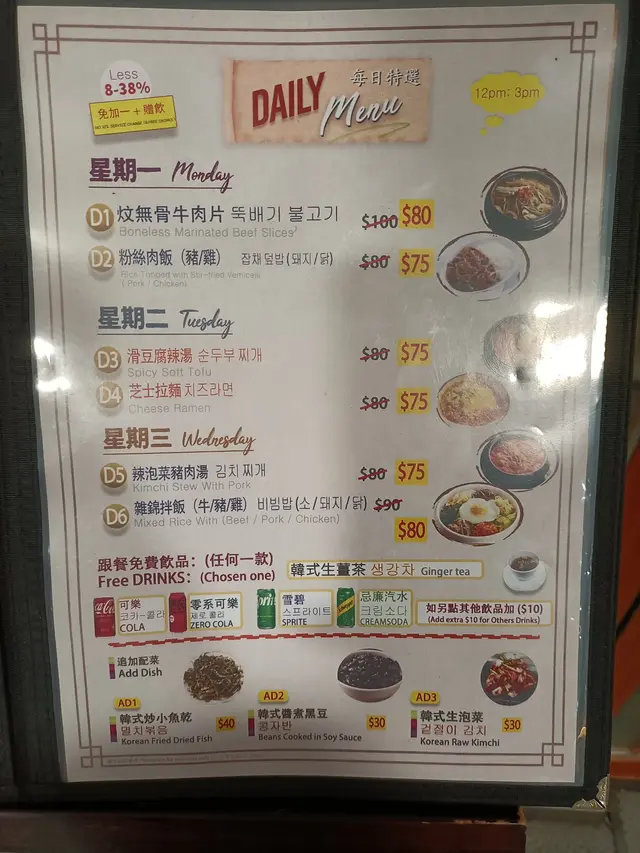 Less
8-38%
免加一 + 贈飲
DAILY Menu
每日特選
12pm: 3pm
星期一 Monday
D1 炆無骨牛肉片 뚝배기 불고기 $100 $80
Boneless Marinated Beef Slices
D2 粉絲肉飯 (豬/雞) 잡채덮밥(돼지/닭) $80 $75
Rice Topped with Stir-fried Vermicelli
( Pork / Chicken)
星期二 Tuesday
D3 滑豆腐辣湯 순두부찌개 $80 $75
Spicy Soft Tofu
D4 芝士拉麵 치즈라면 $80 $75
Cheese Ramen
星期三 Wednesday
D5 辣泡菜豬肉湯 김치찌개 $80 $75
Kimchi Stew With Pork
D6 雜錦拌飯 (牛/豬/雞) 비빔밥(소/돼지/닭) $90 $80
Mixed Rice With (Beef / Pork / Chicken)
跟餐免費飲品: (任何一款)
Free DRINKS: (Chosen one)
韓式生薑茶 생강차 Ginger tea
可樂
코카-콜라
COLA
零系可樂
제로콜라
ZERO COLA
雪碧
스프라이트
SPRITE
忌廉汽水
크림소다
CREAMSODA
如另點其他飲品加 ($10)
(Add extra $10 for Others Drinks)
追加配菜
Add Dish
AD1
韓式炒小魚乾
멸치볶음
Korean Fried Dried Fish
$40
AD2
韓式醬煮黑豆
콩자반
Beans Cooked in Soy Sauce
$30
AD3
韓式生泡菜
겉절이 김치
Korean Raw Kimchi
$30